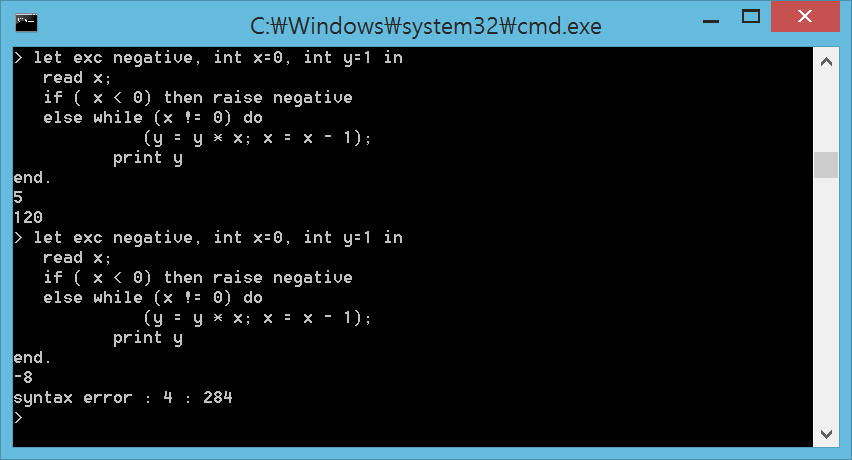 C:₩Windows₩system32₩cmd.exe
> let exc negative, int x=0, int y=1 in
   read x;
   if ( x < 0) then raise negative
   else while (x != 0) do
             (y = y * x; x = x - 1);
          print y
end.
5
120
> let exc negative, int x=0, int y=1 in
   read x;
   if ( x < 0) then raise negative
   else while (x != 0) do
             (y = y * x; x = x - 1);
          print y
end.
-8
syntax error : 4 : 284
>